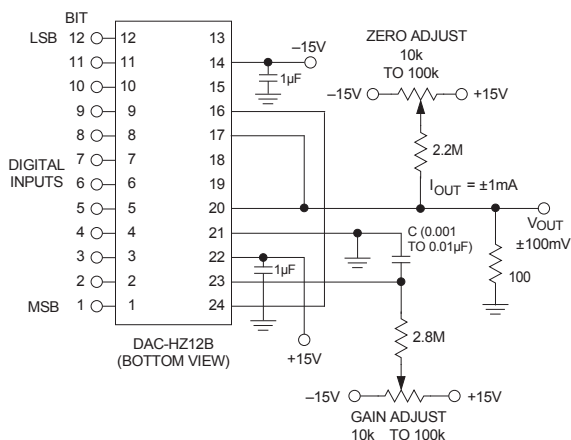 BIT
LSB 12 12 13
11 11 14
10 10 15
9 9 16
8 8 17
7 7 18
6 6 19
5 5 20
4 4 21
3 3 22
2 2 23
MSB 1 1 24
DIGITAL
INPUTS
DAC-HZ12B
(BOTTOM VIEW)
–15V
1µF
ZERO ADJUST
10k
TO 100k
–15V +15V
2.2M
IOUT = ±1mA
VOUT
±100mV
C (0.001
TO 0.01µF)
100
1µF
+15V
2.8M
–15V +15V
GAIN ADJUST
10k TO 100k